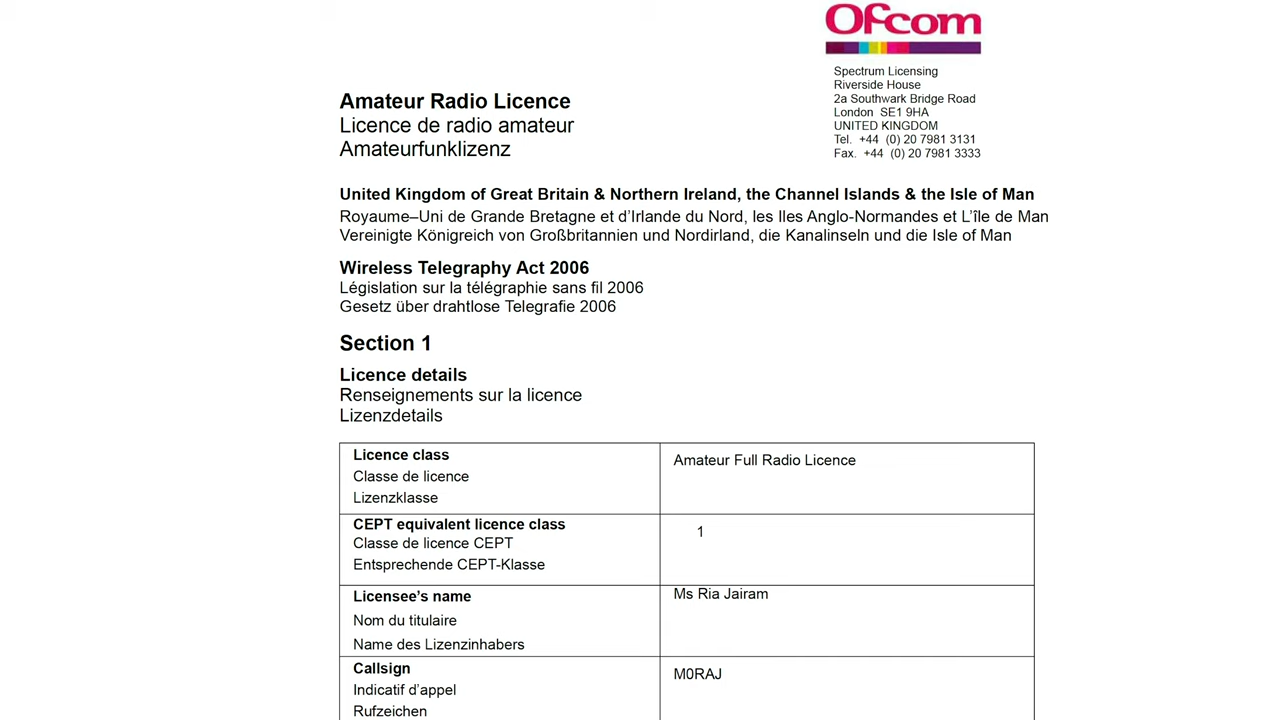 Ofcom
Spectrum Licensing
Riverside House
2a Southwark Bridge Road
London SE1 9HA
UNITED KINGDOM
Tel. +44 (0) 20 7981 3131
Fax. +44 (0) 20 7981 3333
Amateur Radio Licence
Licence de radio amateur
Amateurfunklizenz
United Kingdom of Great Britain & Northern Ireland, the Channel Islands & the Isle of Man
Royaume–Uni de Grande Bretagne et d’Irlande du Nord, les Iles Anglo-Normandes et L’île de Man
Vereinigte Königreich von Großbritannien und Nordirland, die Kanalinseln und die Isle of Man
Wireless Telegraphy Act 2006
Législation sur la télégraphie sans fil 2006
Gesetz über drahtlose Telegrafie 2006
Section 1
Licence details
Renseignements sur la licence
Lizenzdetails
Licence class
Classe de licence
Lizenzklasse
Amateur Full Radio Licence
CEPT equivalent licence class
Classe de licence CEPT
Entsprechende CEPT-Klasse
1
Licensee’s name
Nom du titulaire
Name des Lizenzinhabers
Ms Ria Jairam
Callsign
Indicatif d’appel
Rufzeichen
M0RAJ